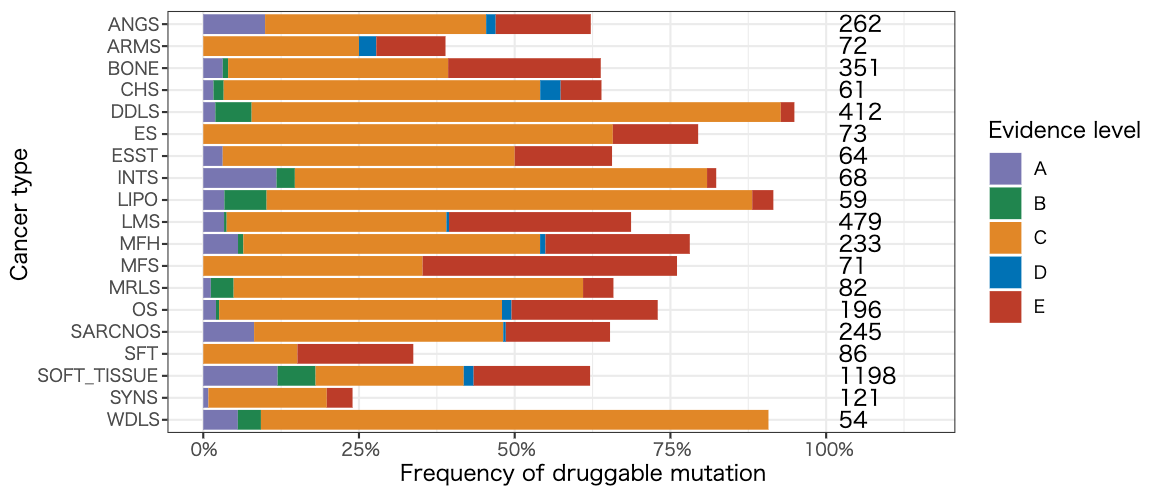 ANGS 262
ARMS 72
BONE 351
CHS 61
DDLS 412
ES 73
ESST 64
INTS 68
LIPO 59
LMS 479
MFH 233
MFS 71
MRLS 82
OS 196
SARCNOS 245
SFT 86
SOFT_TISSUE 1198
SYNS 121
WDLS 54
0% 25% 50% 75% 100%
Frequency of druggable mutation
Cancer type
Evidence level
A
B
C
D
E